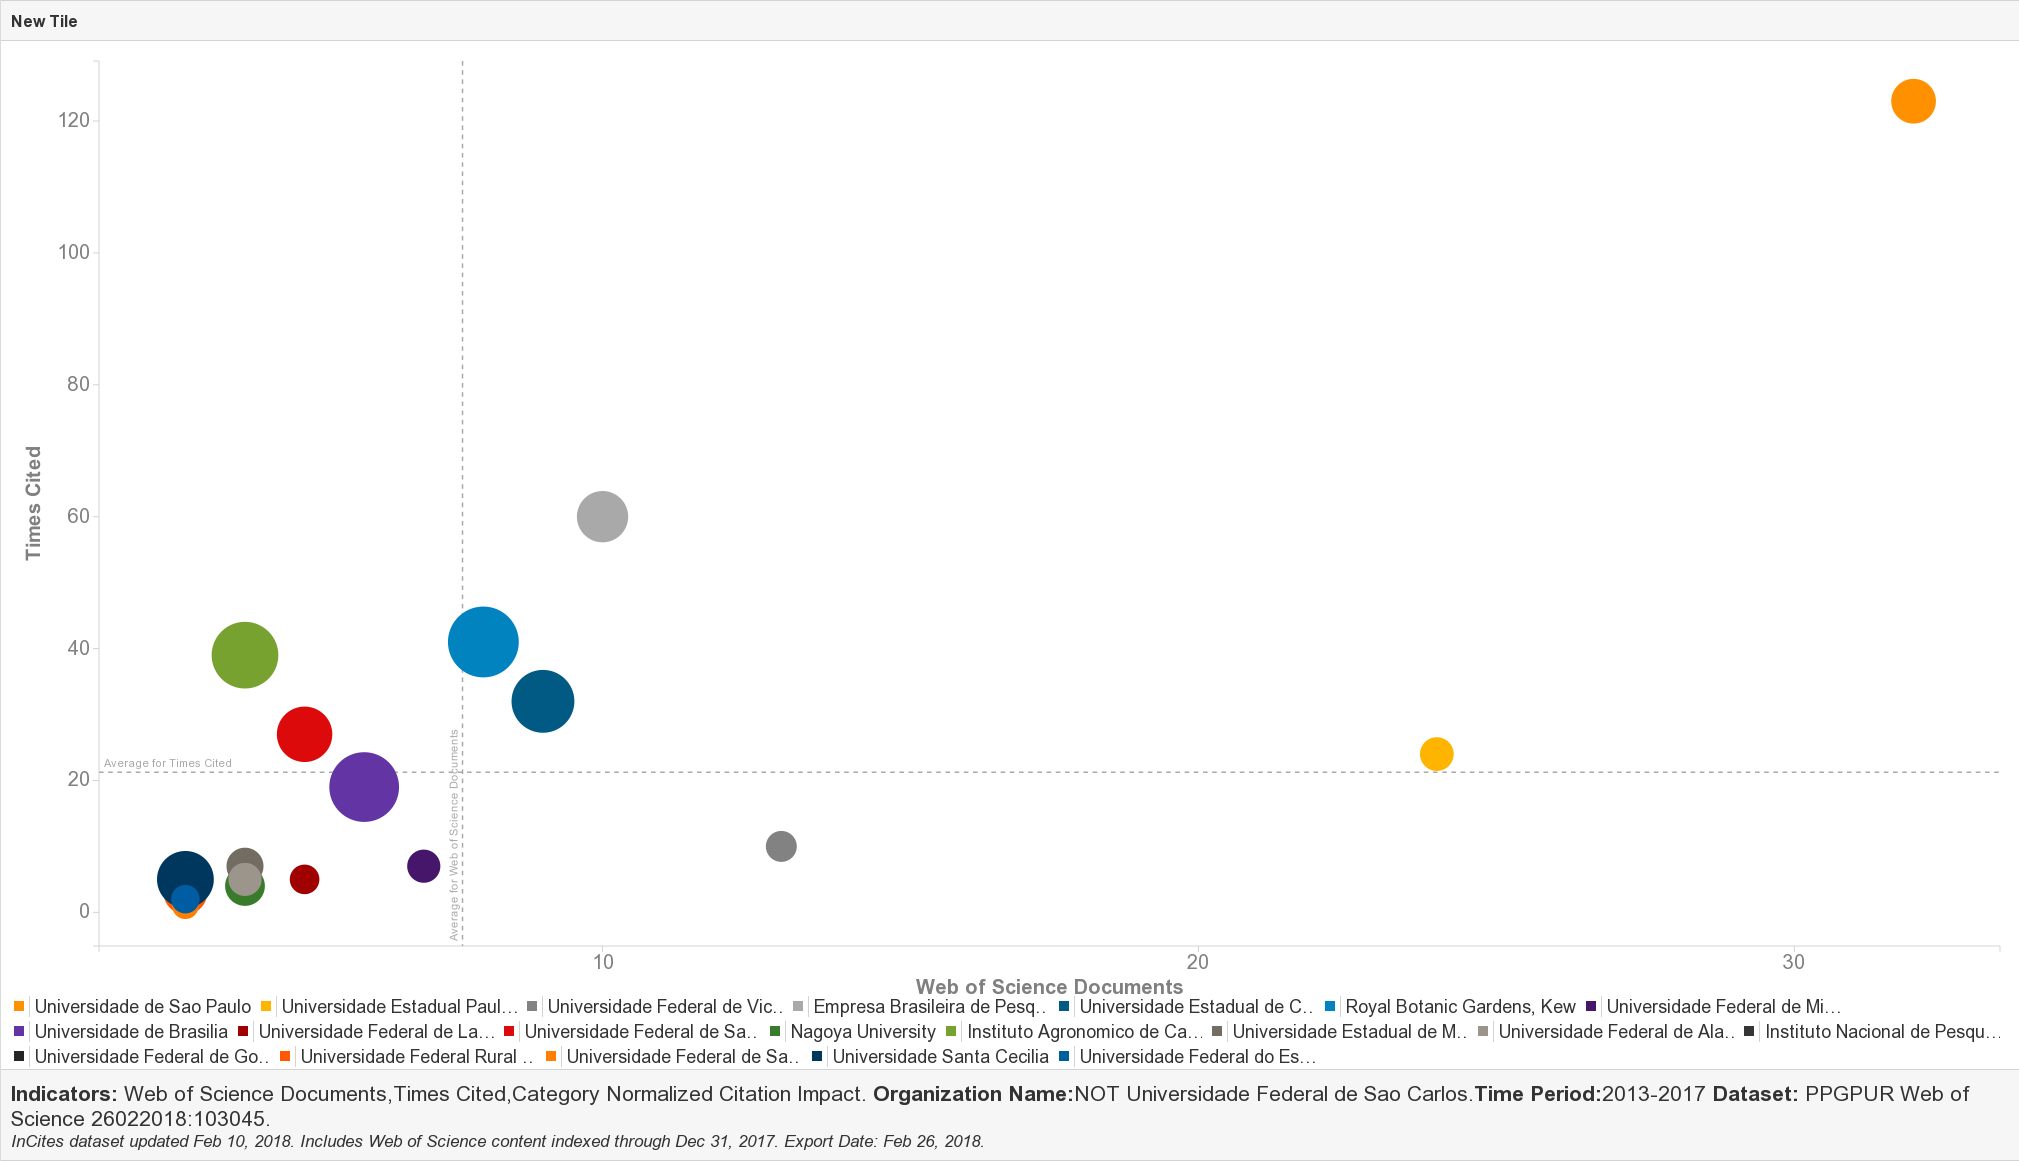 New Tile
120
100
80
60
40
20
0
Times Cited
Average for Times Cited
Average for Web of Science Documents
10 20 30
Web of Science Documents
Universidade de Sao Paulo Universidade Estadual Paul... Universidade Federal de Vic.. Empresa Brasileira de Pesq.. Universidade Estadual de C.. Royal Botanic Gardens, Kew Universidade Federal de Mi...
Universidade de Brasilia Universidade Federal de La... Universidade Federal de Sa.. Nagoya University Instituto Agronomico de Ca... Universidade Estadual de M.. Universidade Federal de Ala.. Instituto Nacional de Pesqu...
Universidade Federal de Go.. Universidade Federal Rural .. Universidade Federal de Sa.. Universidade Santa Cecilia Universidade Federal do Es...
Indicators: Web of Science Documents,Times Cited,Category Normalized Citation Impact. Organization Name:NOT Universidade Federal de Sao Carlos.Time Period:2013-2017 Dataset: PPGPUR Web of
Science 26022018:103045.
InCites dataset updated Feb 10, 2018. Includes Web of Science content indexed through Dec 31, 2017. Export Date: Feb 26, 2018.